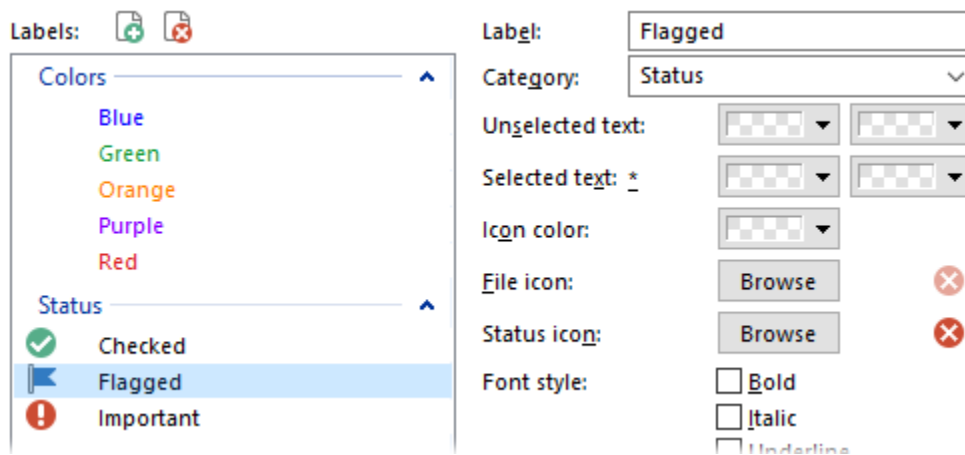 Labels:
Colors
Blue
Green
Orange
Purple
Red
Status
Checked
Flagged
Important
Label: Flagged
Category: Status
Unselected text:
Selected text: *
Icon color:
File icon: Browse
Status icon: Browse
Font style: Bold
Italic
Underline